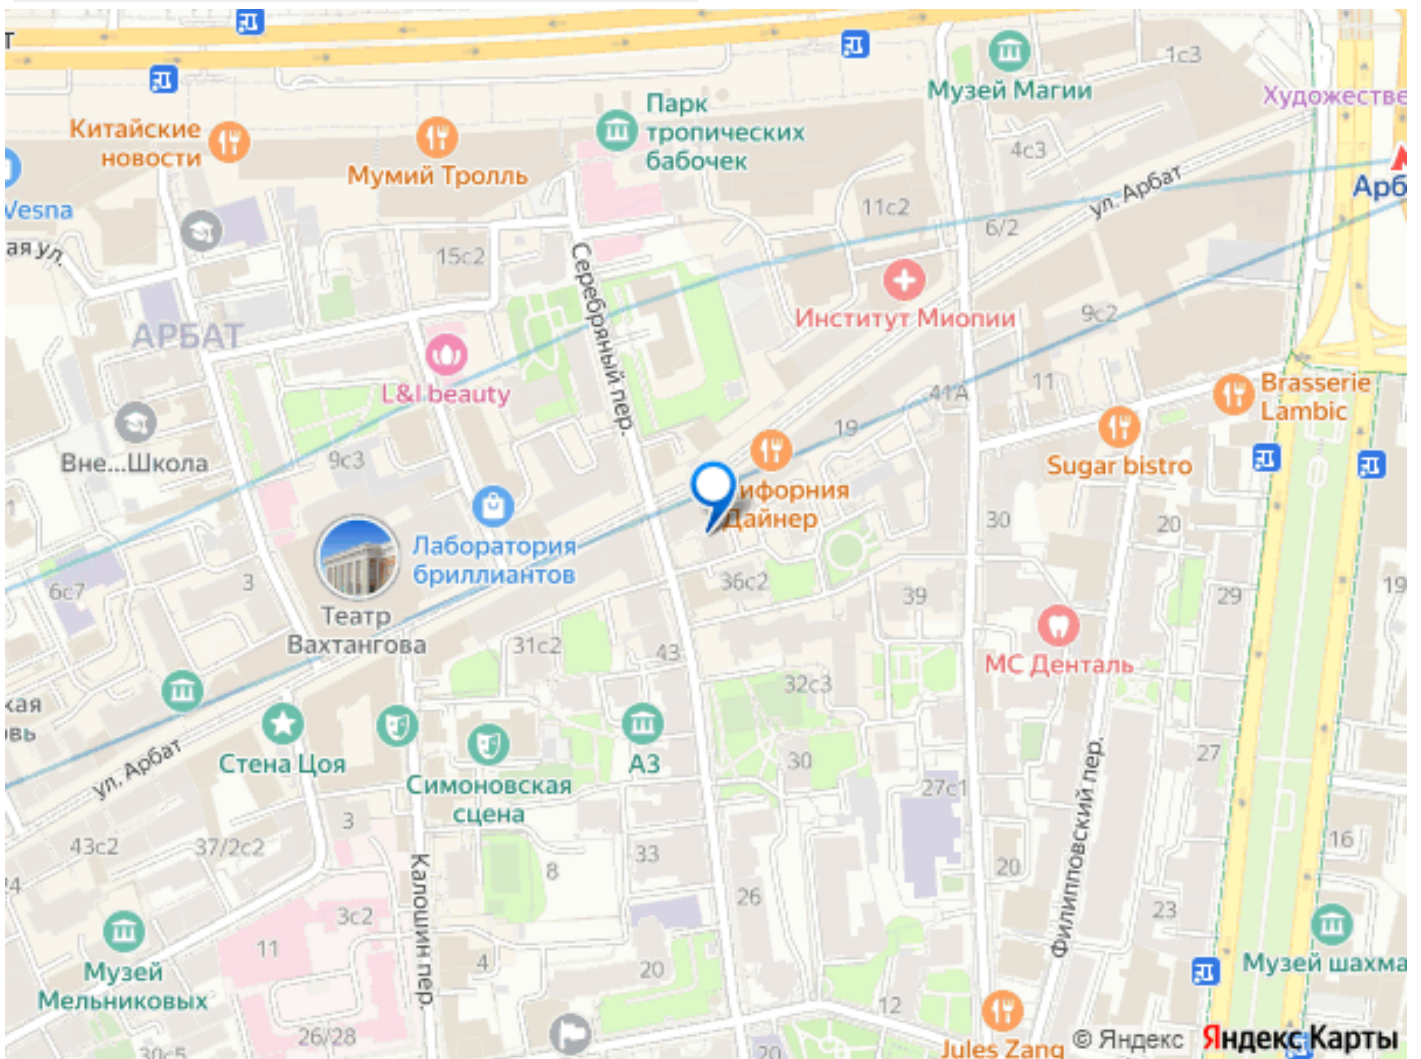 Т
1с3
Музей Магии
Художестве
Парк
тропических
бабочек
Китайские
новости
Мумий Тролль
4с3
Арб
ул. Арбат
Vesna
11с2
6/2
ая ул.
15с2
Серебряный пер.
Институт Миопии
9с2
АРБАТ
L&I beauty
11
41А
Brasserie
Lambic
19
Вне...Школа
9с3
Sugar bistro
ифорния
Дайнер
30
20
Лаборатория
бриллиантов
6с7
3
36с2
39
29
19
Театр
Вахтангова
31с2
43
МС Денталь
32с3
кая
вь
ул. Арбат
Стена Цоя
А3
30
27
Симоновская
сцена
27с1
Филипповский пер.
3
43с2
37/2с2
33
16
Калошин пер.
8
20
26
24
3с2
23
11
Музей
Мельниковых
4
20
Музей шахма
12
26/28
30с5
20
Jules Zang
© Яндекс Яндекс Карты